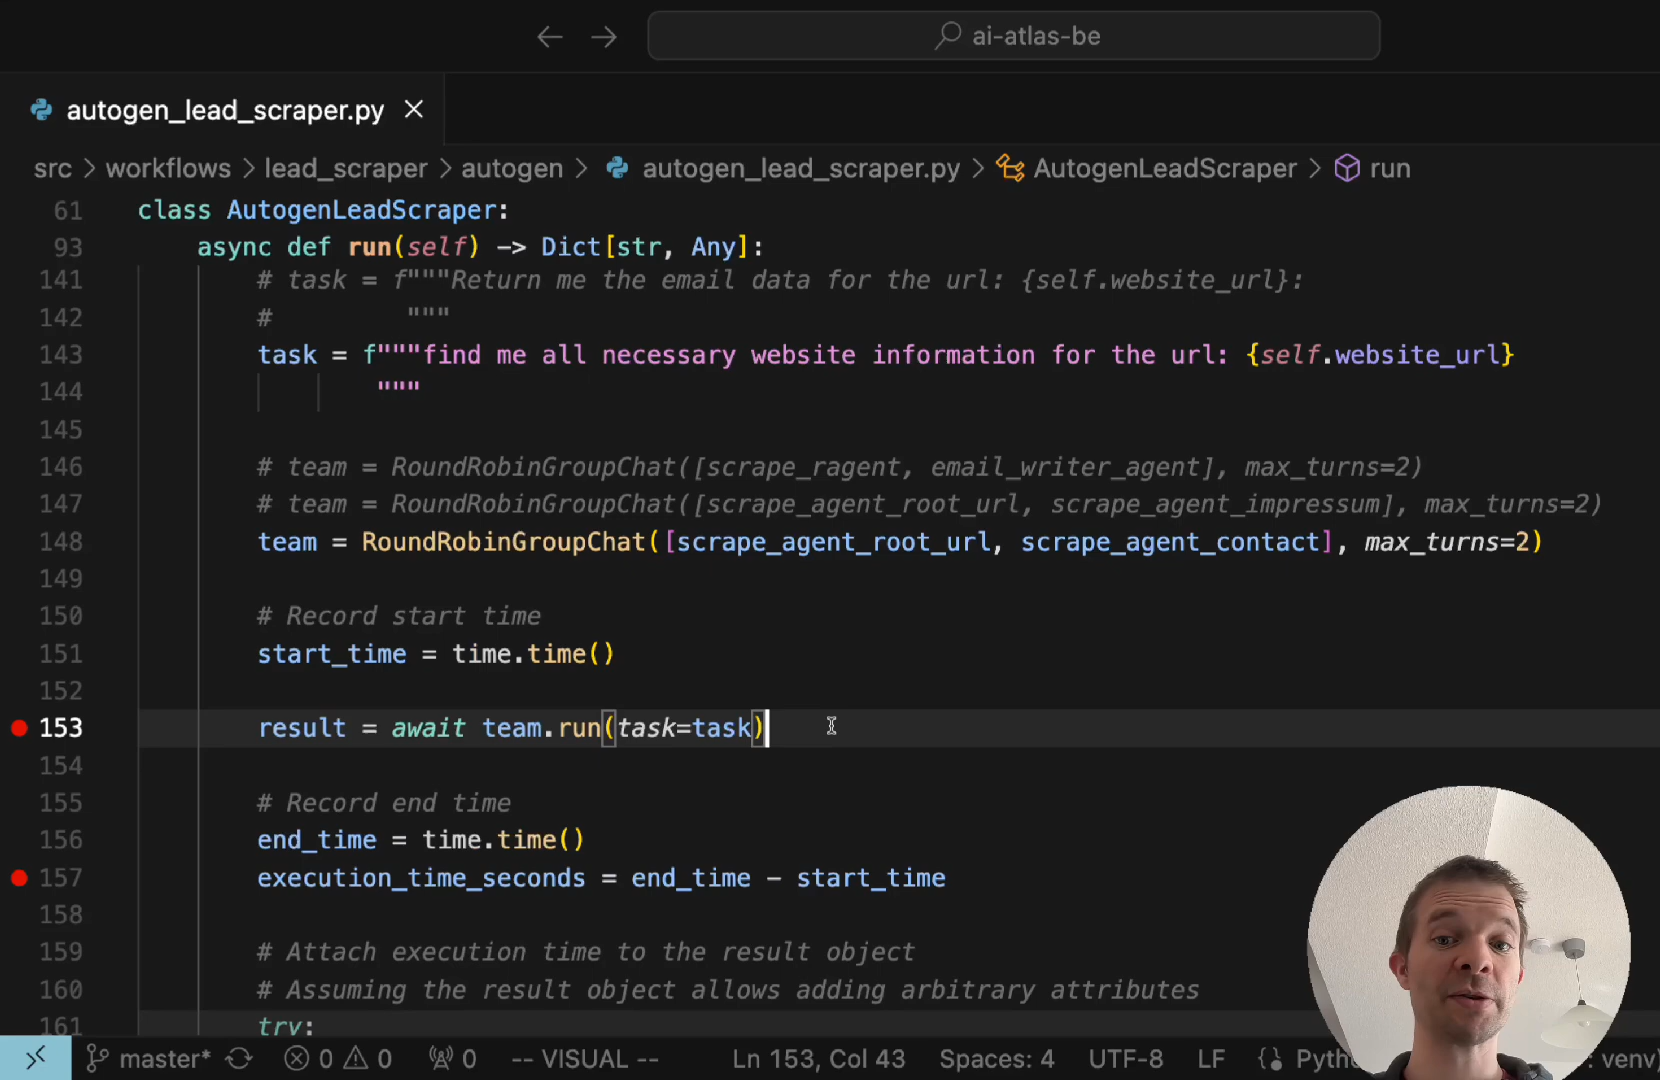 ai-atlas-be
autogen_lead_scraper.py
src > workflows > lead_scraper > autogen > autogen_lead_scraper.py > AutogenLeadScraper > run
61 class AutogenLeadScraper:
93 async def run(self) -> Dict[str, Any]:
141 # task = f"""Return me the email data for the url: {self.website_url}:
142 # """
143 task = f"""find me all necessary website information for the url: {self.website_url}
144 """
145
146 # team = RoundRobinGroupChat([scrape_ragent, email_writer_agent], max_turns=2)
147 # team = RoundRobinGroupChat([scrape_agent_root_url, scrape_agent_impressum], max_turns=2)
148 team = RoundRobinGroupChat([scrape_agent_root_url, scrape_agent_contact], max_turns=2)
149
150 # Record start time
151 start_time = time.time()
152
153 result = await team.run(task=task)
154
155 # Record end time
156 end_time = time.time()
157 execution_time_seconds = end_time - start_time
158
159 # Attach execution time to the result object
160 # Assuming the result object allows adding arbitrary attributes
161 try:
master* 0 0 0 -- VISUAL -- Ln 153, Col 43 Spaces: 4 UTF-8 LF